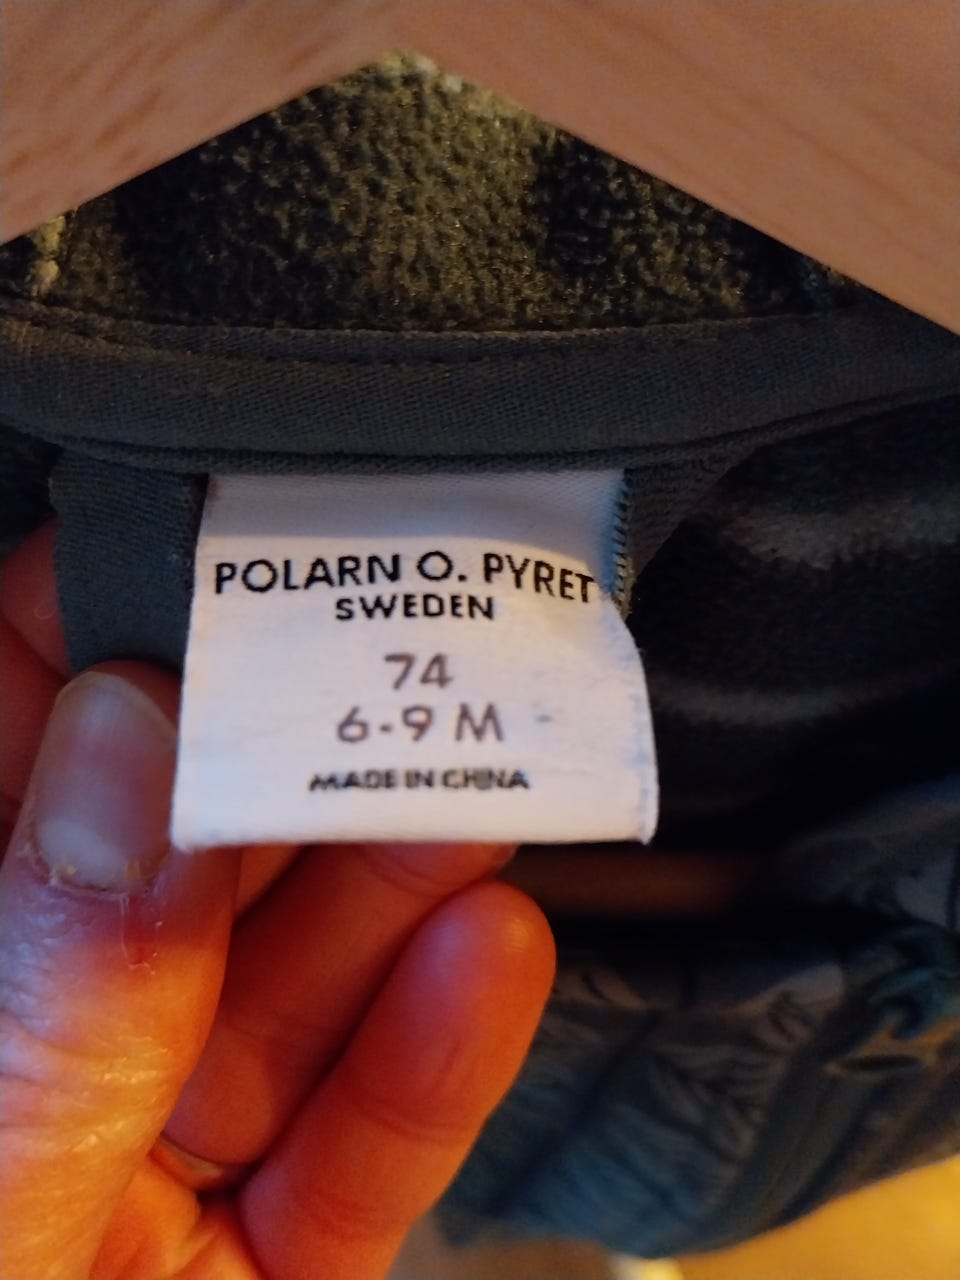 POLARN O. PYRET
SWEDEN
74
6-9 M
MADE IN CHINA